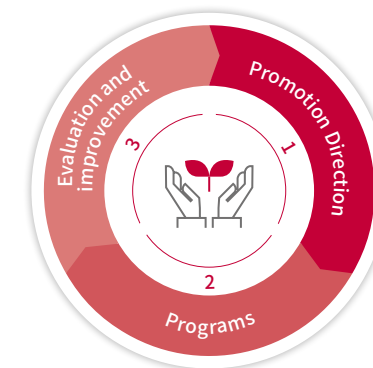 1
Promotion Direction
2
Programs
3
Evaluation and
improvement